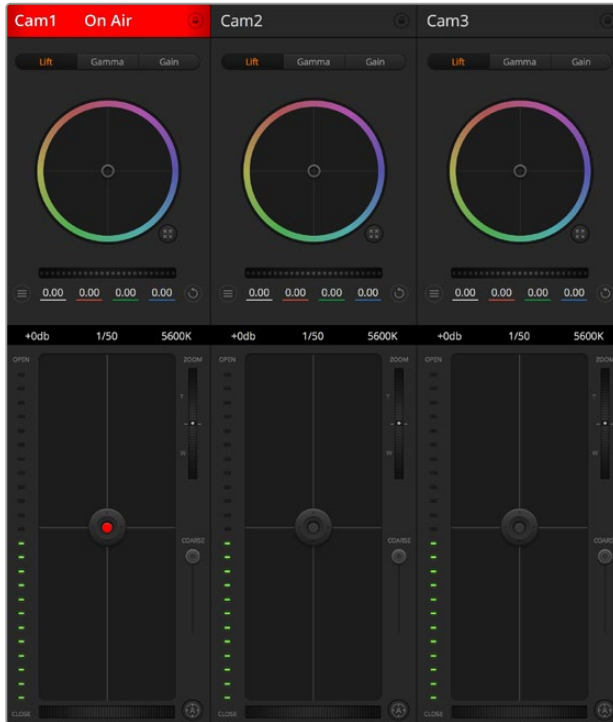 Cam1 On Air Cam2 Cam3
Lift Gamma Gain Lift Gamma Gain Lift Gamma Gain
0.00 0.00 0.00 0.00 0.00 0.00 0.00 0.00 0.00 0.00 0.00 0.00
+0db 1/50 5600K +0db 1/50 5600K +0db 1/50 5600K
OPEN ZOOM OPEN ZOOM OPEN ZOOM
T T T
W W W
COARSE COARSE COARSE
CLOSE A CLOSE A CLOSE A